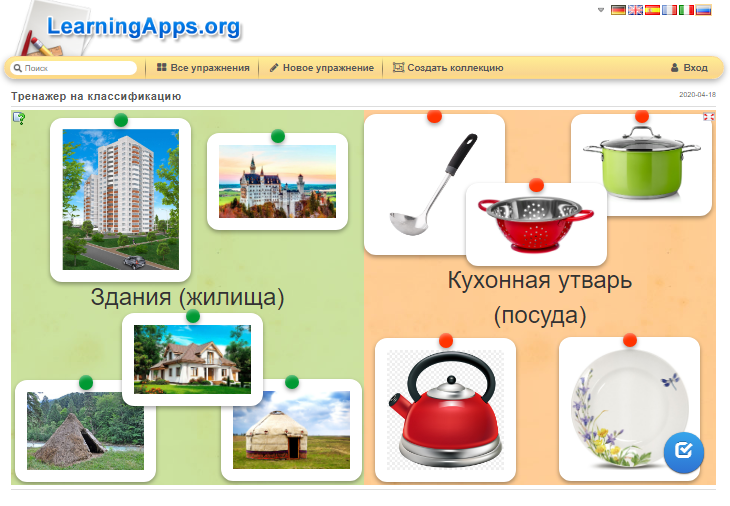 LearningApps.org
Поиск
Все упражнения
Новое упражнение
Создать коллекцию
Вход
Тренажер на классификацию
2020-04-18
Здания (жилища)
Кухонная утварь
(посуда)